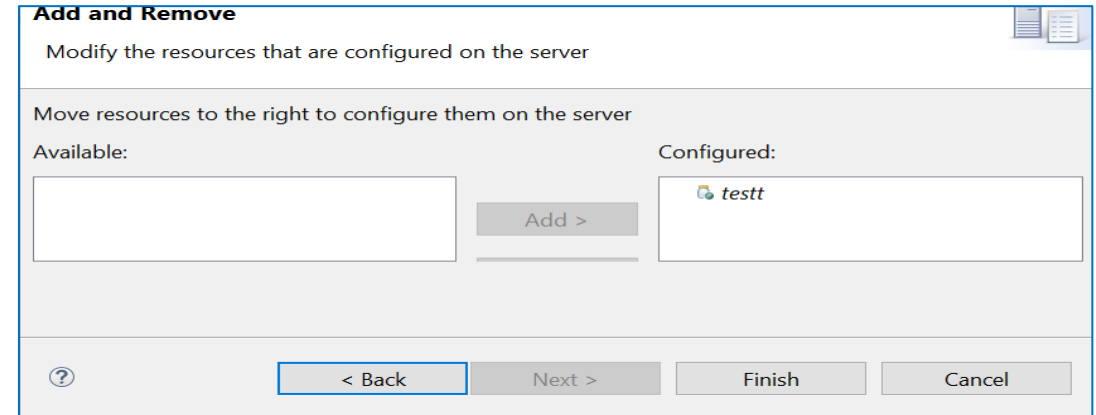 Add and Remove
Modify the resources that are configured on the server
Move resources to the right to configure them on the server
Available:
Configured:
testt
Add >
?
< Back
Next >
Finish
Cancel